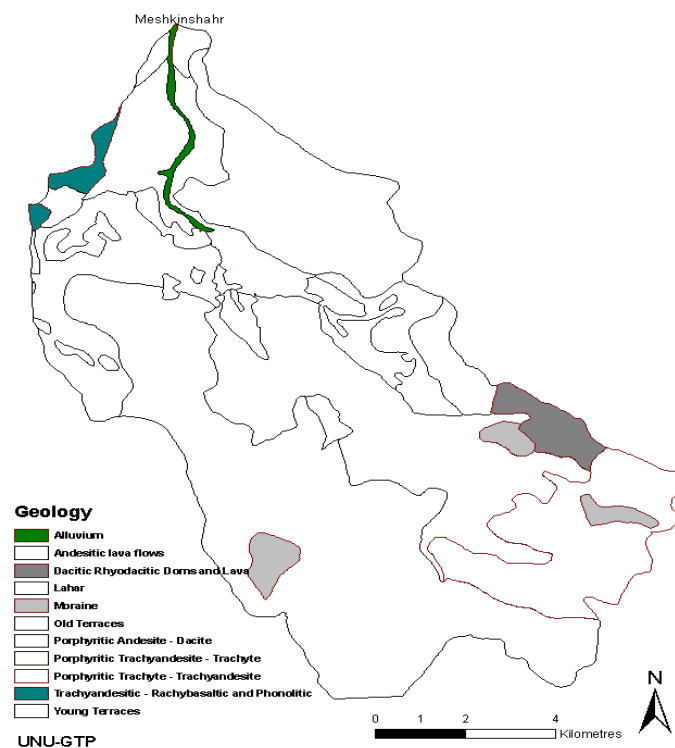 Meshkinshahr
Geology
Alluvium
Andesitic lava flows
Dacitic Rhyodacitic Doms and Lava
Lahar
Moraine
Old Terraces
Porphyritic Andesite - Dacite
Porphyritic Trachyandesite - Trachyte
Porphyritic Trachyte - Trachyandesite
Trachyandesitic - Rachybasaltic and Phonolitic
Young Terraces
UNU-GTP
N
0 1 2 4
Kilometres